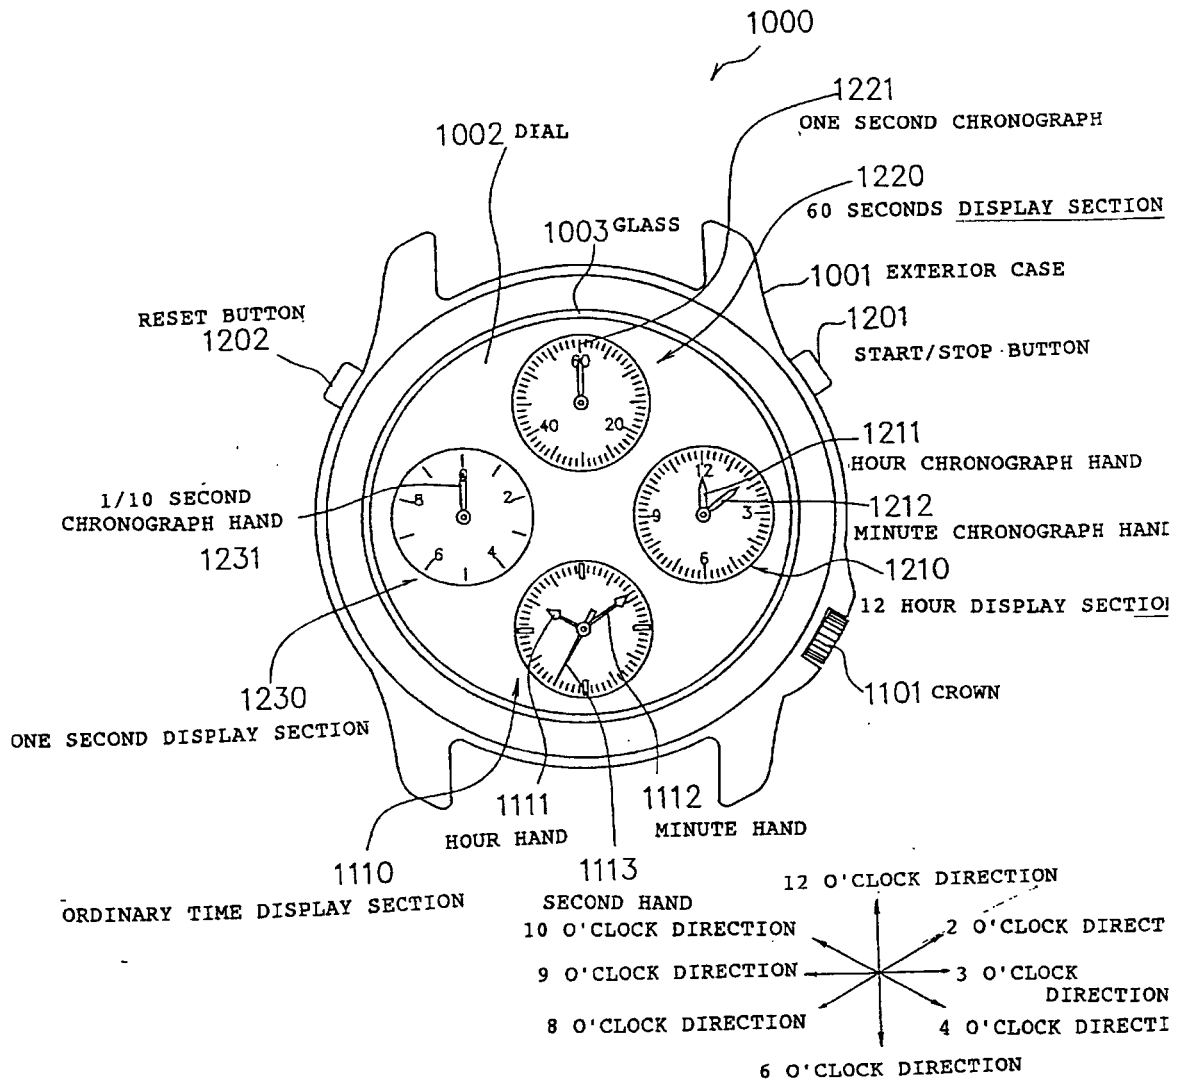 1000
1221
ONE SECOND CHRONOGRAPH
1002 DIAL
1220
60 SECONDS DISPLAY SECTION
1003 GLASS
1001 EXTERIOR CASE
RESET BUTTON
1202
1201
START/STOP BUTTON
60
40
20
1211
HOUR CHRONOGRAPH HAND
1
2
4
6
8
12
3
6
9
1/10 SECOND
CHRONOGRAPH HAND
1231
1212
MINUTE CHRONOGRAPH HAND
1210
12 HOUR DISPLAY SECTIO
1230
ONE SECOND DISPLAY SECTION
1101 CROWN
1111
HOUR HAND
1112
MINUTE HAND
1110
ORDINARY TIME DISPLAY SECTION
1113
SECOND HAND
12 O'CLOCK DIRECTION
10 O'CLOCK DIRECTION
2 O'CLOCK DIRECT
9 O'CLOCK DIRECTION
3 O'CLOCK
DIRECTION
8 O'CLOCK DIRECTION
4 O'CLOCK DIRECTI
6 O'CLOCK DIRECTION